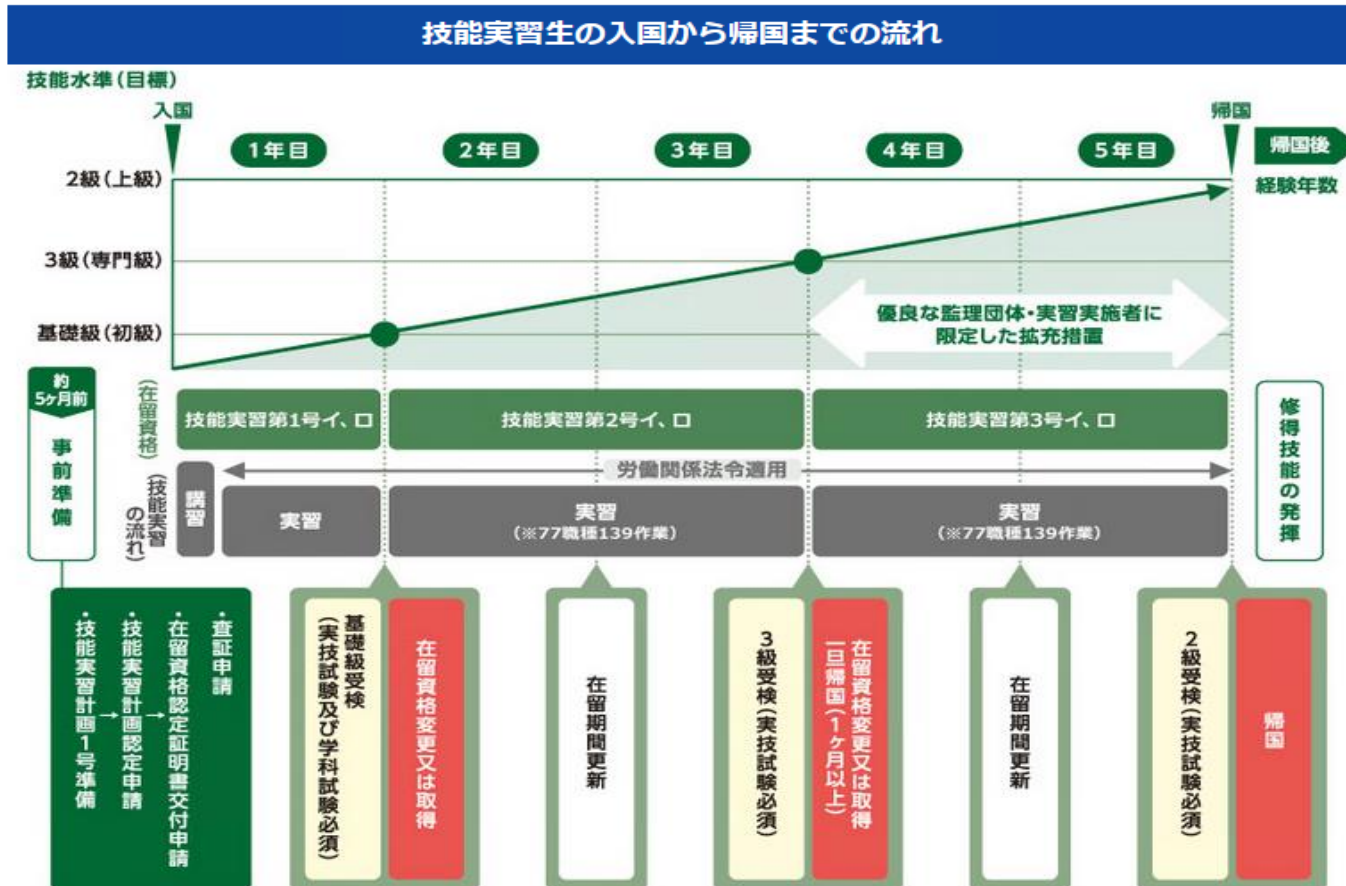 技能実習生の入国から帰国までの流れ
技能水準(目標)
入国
帰国
1年目
2年目
3年目
4年目
5年目
帰国後
経験年数
2級(上級)
3級(専門級)
基礎級(初級)
優良な監理団体・実習実施者に
限定した拡充措置
約
5ヶ月前
事前準備
(在留資格)
技能実習第1号イ、ロ
技能実習第2号イ、ロ
技能実習第3号イ、ロ
修得技能の発揮
(技能実習
の流れ)
講習
労働関係法令適用
実習
実習
(※77職種139作業)
実習
(※77職種139作業)
・技能実習計画1号準備
→
・技能実習計画認定申請
→
・在留資格認定証明書交付申請
・査証申請
基礎級受検
(実技試験及び学科試験必須)
在留資格変更又は取得
在留期間更新
3級受検(実技試験必須)
在留資格変更又は取得
一旦帰国(1ヶ月以上)
在留期間更新
2級受検(実技試験必須)
帰国